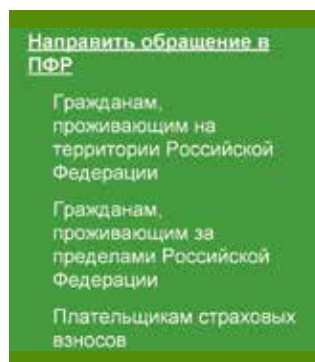 Направить обращение в
ПФР
Гражданам,
проживающим на
территории Российской
Федерации
Гражданам,
проживающим за
пределами Российской
Федерации
Плательщикам страховых
взносов